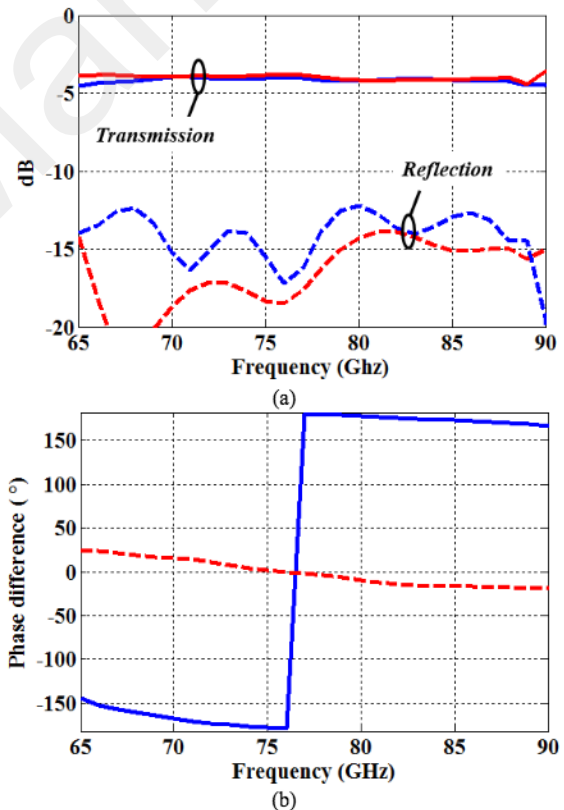 0
-5
-10
-15
-20
dB
Transmission
Reflection
65 70 75 80 85 90
Frequency (Ghz)
(a)
150
100
50
0
-50
-100
-150
Phase difference ( °)
65 70 75 80 85 90
Frequency (GHz)
(b)